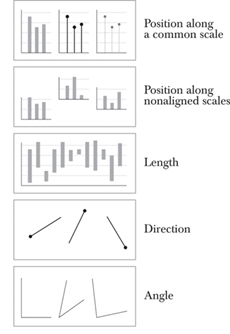 Position along
a common scale
Position along
nonaligned scales
Length
Direction
Angle